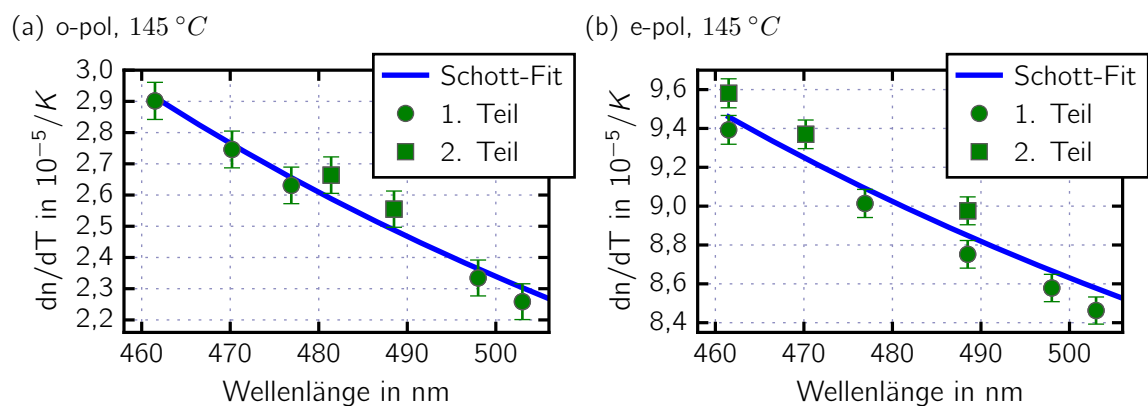 (a) o-pol, 145 °C
Schott-Fit
1. Teil
2. Teil
dn/dT in 10⁻⁵/K
3,0
2,9
2,8
2,7
2,6
2,5
2,4
2,3
2,2
460 470 480 490 500
Wellenlänge in nm
(b) e-pol, 145 °C
Schott-Fit
1. Teil
2. Teil
dn/dT in 10⁻⁵/K
9,6
9,4
9,2
9,0
8,8
8,6
8,4
460 470 480 490 500
Wellenlänge in nm